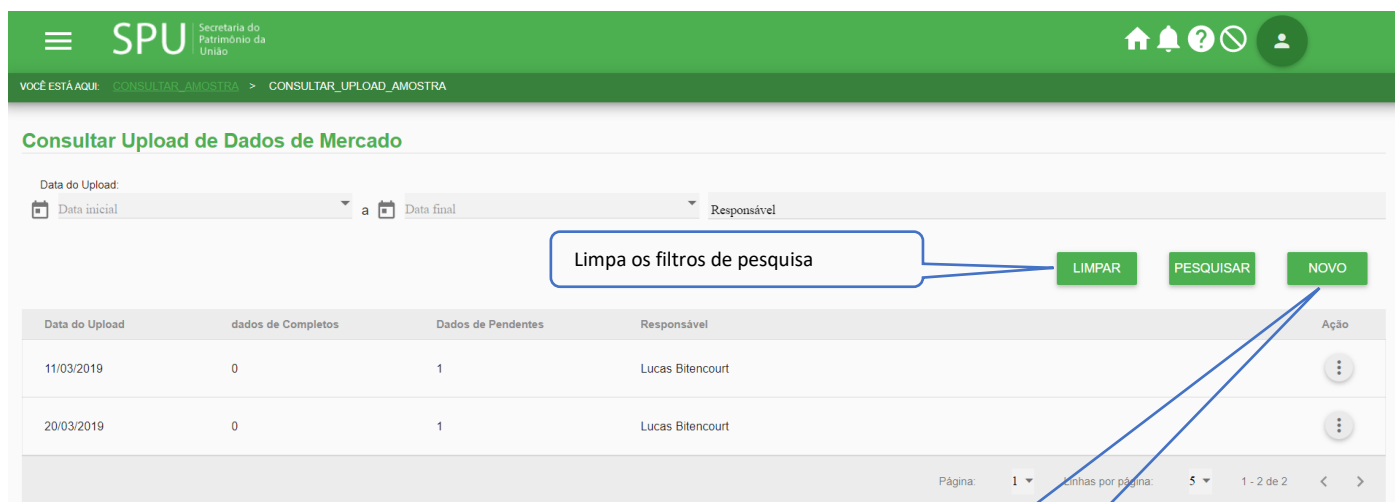 SPU Secretaria do
Patrimônio da
União
VOCÊ ESTÁ AQUI: CONSULTAR_AMOSTRA > CONSULTAR_UPLOAD_AMOSTRA
Consultar Upload de Dados de Mercado
Data do Upload:
Data inicial a Data final Responsável
Limpa os filtros de pesquisa
LIMPAR PESQUISAR NOVO
Data do Upload dados de Completos Dados de Pendentes Responsável Ação
11/03/2019 0 1 Lucas Bitencourt
20/03/2019 0 1 Lucas Bitencourt
Página: 1 Linhas por página: 5 1 - 2 de 2 < >